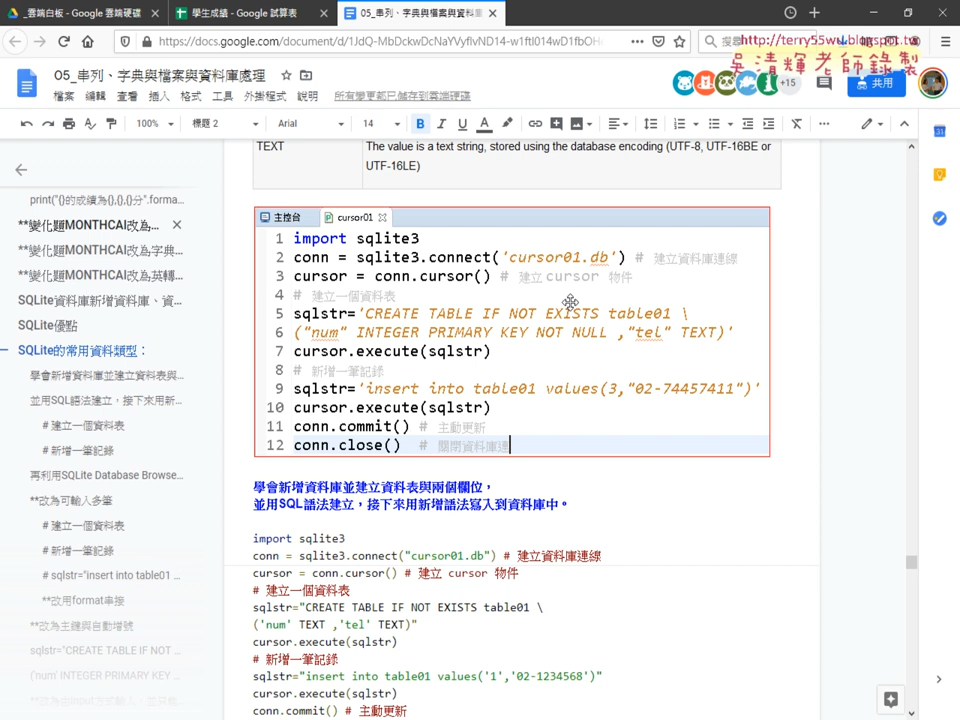 _雲端白板 - Google 雲端硬碟
學生成績 - Google 試算表
05_串列、字典與檔案與資料庫
https://docs.google.com/document/d/1JdQ-MbDckwDcNaYVyfivND14-w1ftl014wD1fbOH
http://terry55wu.blogspot.tw
吳清輝老師錄製
05_串列、字典與檔案與資料庫處理
檔案 編輯 查看 插入 格式 工具 外掛程式 說明 所有變更都已儲存到雲端硬碟
+15
共用
100% 標題 2 Arial 14 B I U A
TEXT
The value is a text string, stored using the database encoding (UTF-8, UTF-16BE or
UTF-16LE)
print("{}的成績為{},{},{}分".forma...
**變化題MONTHCAI改為...
**變化題MONTHCAI改為字典...
**變化題MONTHCAI改為英轉...
SQLite資料庫新增資料庫、資...
SQLite優點
SQLite的常用資料類型：
學會新增資料庫並建立資料表與...
並用SQL語法建立，接下來用新...
# 建立一個資料表
# 新增一筆記錄
再利用SQLite Database Browse...
**改為可輸入多筆
# 建立一個資料表
# 新增一筆記錄
# sqlstr="insert into table01 ...
**改用format串接
**改為主鍵與自動增號
sqlstr="CREATE TABLE IF NOT ...
('num' INTEGER PRIMARY KEY ...
主控台 cursor01
1 import sqlite3
2 conn = sqlite3.connect('cursor01.db') # 建立資料庫連線
3 cursor = conn.cursor() # 建立 cursor 物件
4 # 建立一個資料表
5 sqlstr='CREATE TABLE IF NOT EXISTS table01 \
6 ("num" INTEGER PRIMARY KEY NOT NULL ,"tel" TEXT)'
7 cursor.execute(sqlstr)
8 # 新增一筆記錄
9 sqlstr='insert into table01 values(3,"02-74457411")'
10 cursor.execute(sqlstr)
11 conn.commit() # 主動更新
12 conn.close() # 關閉資料庫連
學會新增資料庫並建立資料表與兩個欄位，
並用SQL語法建立，接下來用新增語法寫入到資料庫中。
import sqlite3
conn = sqlite3.connect("cursor01.db") # 建立資料庫連線
cursor = conn.cursor() # 建立 cursor 物件
# 建立一個資料表
sqlstr="CREATE TABLE IF NOT EXISTS table01 \
('num' TEXT ,'tel' TEXT)"
cursor.execute(sqlstr)
# 新增一筆記錄
sqlstr="insert into table01 values('1','02-1234568')"
cursor.execute(sqlstr)
conn.commit() # 主動更新